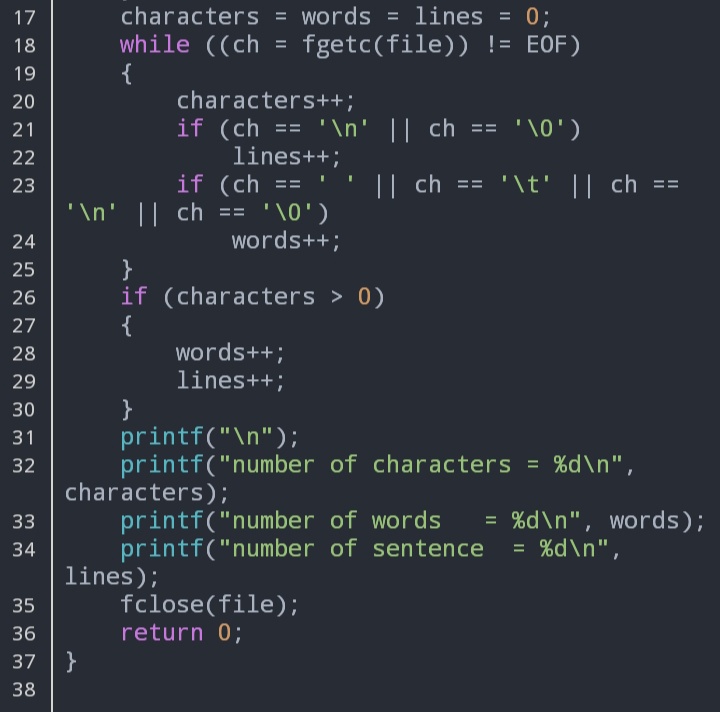 17 characters = words = lines = 0;
18 while ((ch = fgetc(file)) != EOF)
19 {
20 characters++;
21 if (ch == '\n' || ch == '\0')
22 lines++;
23 if (ch == ' ' || ch == '\t' || ch ==
'\n' || ch == '\0')
24 words++;
25 }
26 if (characters > 0)
27 {
28 words++;
29 lines++;
30 }
31 printf("\n");
32 printf("number of characters = %d\n",
characters);
33 printf("number of words   = %d\n", words);
34 printf("number of sentence  = %d\n",
lines);
35 fclose(file);
36 return 0;
37 }
38